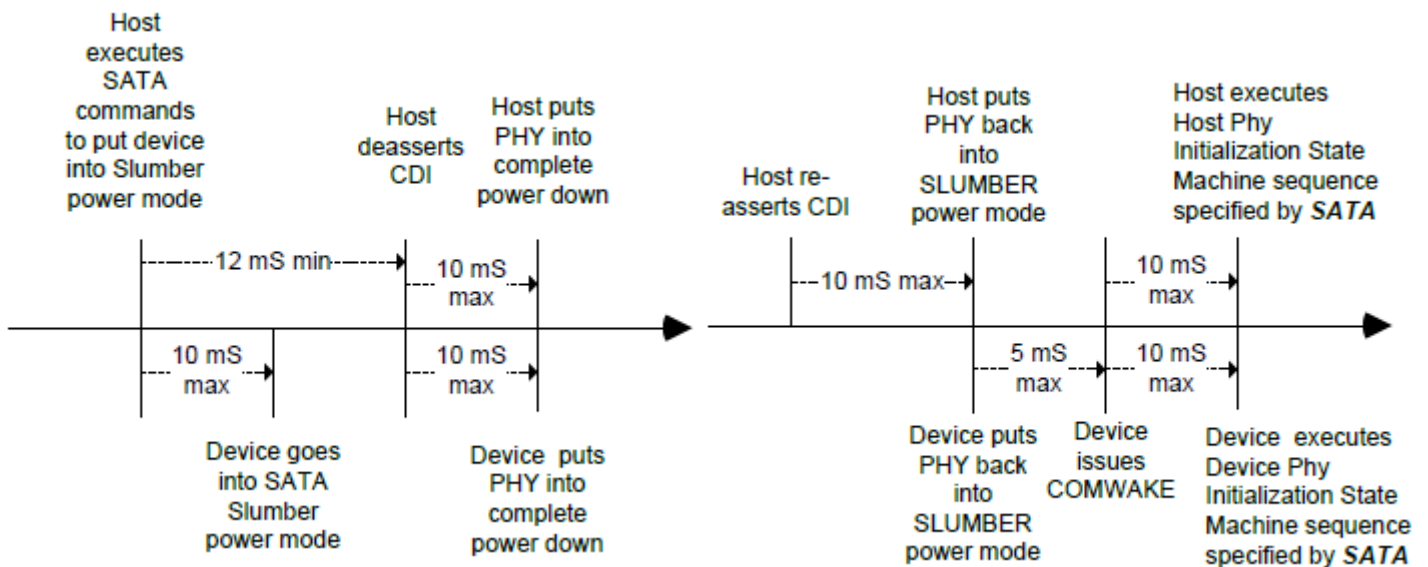 Host
executes
SATA
commands
to put device
into Slumber
power mode
Host
deasserts
CDI
Host puts
PHY into
complete
power down
12 mS min
10 mS
max
10 mS
max
10 mS
max
Device goes
into SATA
Slumber
power mode
Device puts
PHY into
complete
power down
Host re-
asserts CDI
Host puts
PHY back
into
SLUMBER
power mode
Host executes
Host Phy
Initialization State
Machine sequence
specified by SATA
10 mS max
10 mS
max
5 mS
max
10 mS
max
Device puts
PHY back
into
SLUMBER
power mode
Device
issues
COMWAKE
Device executes
Device Phy
Initialization State
Machine sequence
specified by SATA